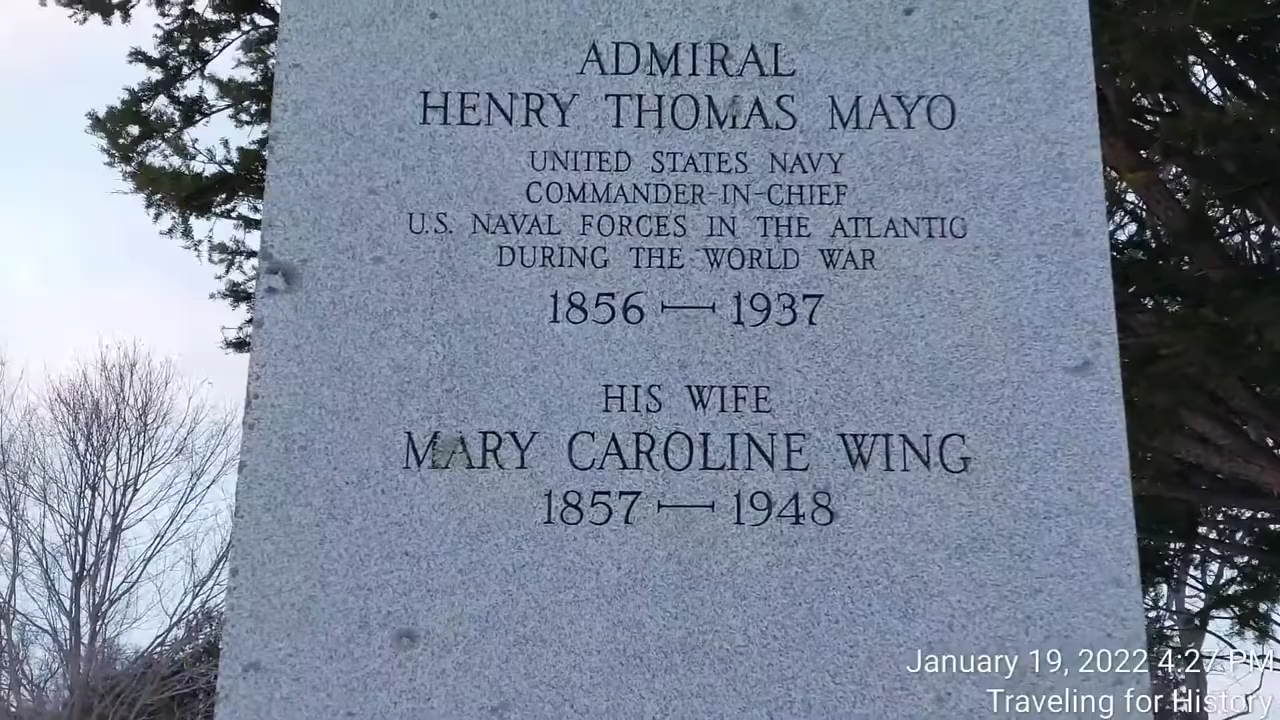 ADMIRAL
HENRY THOMAS MAYO
UNITED STATES NAVY
COMMANDER-IN-CHIEF
U.S. NAVAL FORCES IN THE ATLANTIC
DURING THE WORLD WAR
1856 — 1937
HIS WIFE
MARY CAROLINE WING
1857 — 1948
January 19, 2022 4:27 PM
Traveling for History